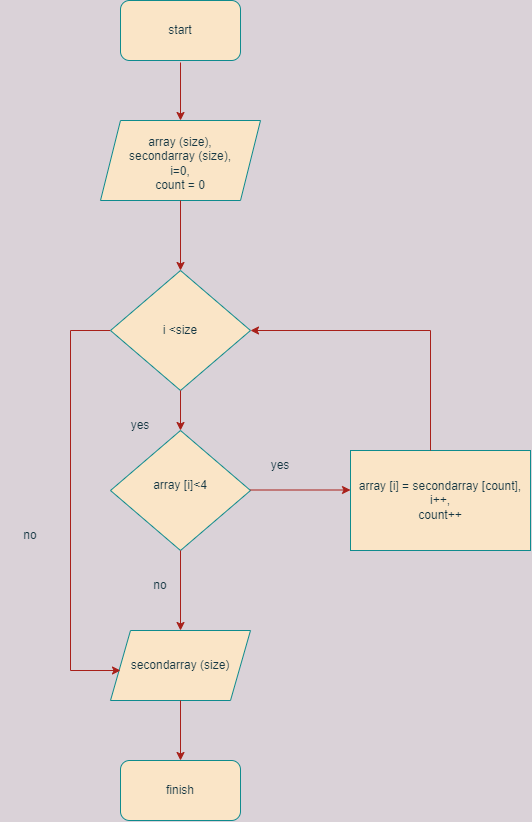 start
array (size),
secondarray (size),
i=0,
count = 0
i <size
yes
array [i]<4
yes
array [i] = secondarray [count],
i++,
count++
no
no
secondarray (size)
finish